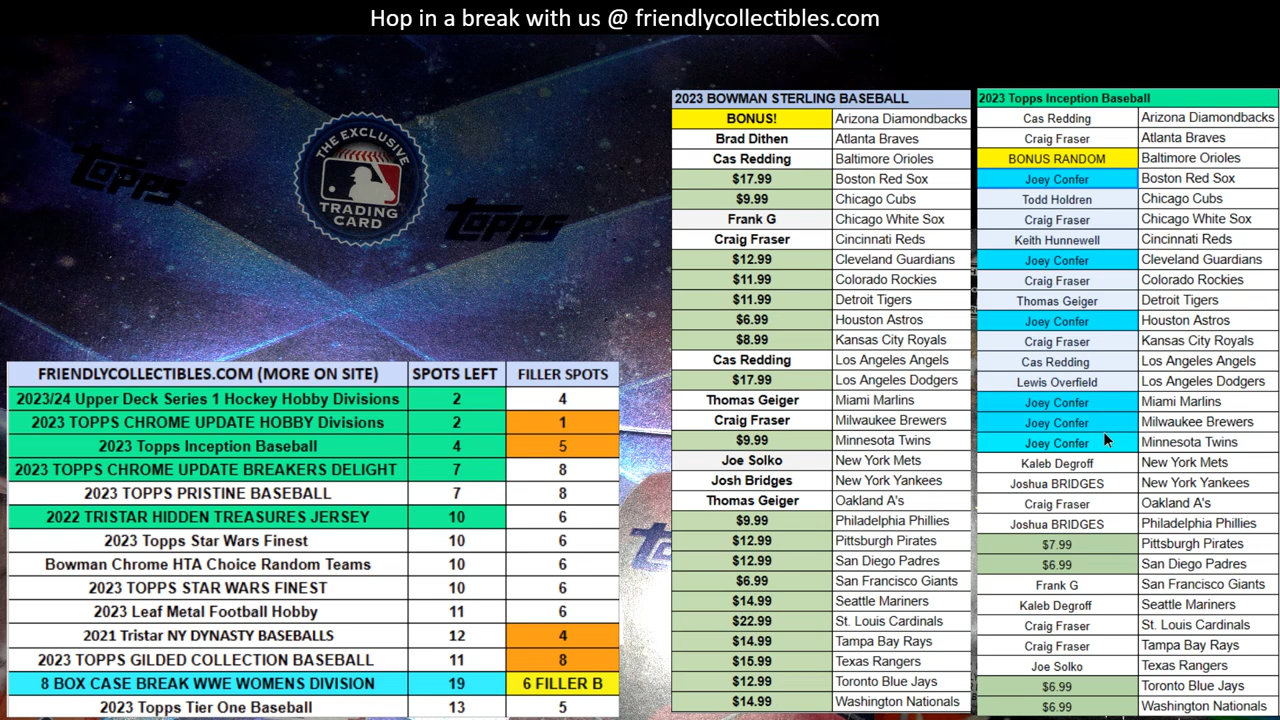 Hop in a break with us @ friendlycollectibles.com
THE EXCLUSIVE
TRADING
CARD
topps
topps
FRIENDLYCOLLECTIBLES.COM (MORE ON SITE) SPOTS LEFT FILLER SPOTS
2023/24 Upper Deck Series 1 Hockey Hobby Divisions 2 4
2023 TOPPS CHROME UPDATE HOBBY Divisions 2 1
2023 Topps Inception Baseball 4 5
2023 TOPPS CHROME UPDATE BREAKERS DELIGHT 7 8
2023 TOPPS PRISTINE BASEBALL 7 8
2022 TRISTAR HIDDEN TREASURES JERSEY 10 6
2023 Topps Star Wars Finest 10 6
Bowman Chrome HTA Choice Random Teams 10 6
2023 TOPPS STAR WARS FINEST 10 6
2023 Leaf Metal Football Hobby 11 6
2021 Tristar NY DYNASTY BASEBALLS 12 4
2023 TOPPS GILDED COLLECTION BASEBALL 11 8
8 BOX CASE BREAK WWE WOMENS DIVISION 19 6 FILLER B
2023 Topps Tier One Baseball 13 5
2023 BOWMAN STERLING BASEBALL
BONUS! Arizona Diamondbacks
Brad Dithen Atlanta Braves
Cas Redding Baltimore Orioles
$17.99 Boston Red Sox
$9.99 Chicago Cubs
Frank G Chicago White Sox
Craig Fraser Cincinnati Reds
$12.99 Cleveland Guardians
$11.99 Colorado Rockies
$11.99 Detroit Tigers
$6.99 Houston Astros
$8.99 Kansas City Royals
Cas Redding Los Angeles Angels
$17.99 Los Angeles Dodgers
Thomas Geiger Miami Marlins
Craig Fraser Milwaukee Brewers
$9.99 Minnesota Twins
Joe Solko New York Mets
Josh Bridges New York Yankees
Thomas Geiger Oakland A's
$9.99 Philadelphia Phillies
$12.99 Pittsburgh Pirates
$12.99 San Diego Padres
$6.99 San Francisco Giants
$14.99 Seattle Mariners
$22.99 St. Louis Cardinals
$14.99 Tampa Bay Rays
$15.99 Texas Rangers
$12.99 Toronto Blue Jays
$14.99 Washington Nationals
2023 Topps Inception Baseball
Cas Redding Arizona Diamondbacks
Craig Fraser Atlanta Braves
BONUS RANDOM Baltimore Orioles
Joey Confer Boston Red Sox
Todd Holdren Chicago Cubs
Craig Fraser Chicago White Sox
Keith Hunnewell Cincinnati Reds
Joey Confer Cleveland Guardians
Craig Fraser Colorado Rockies
Thomas Geiger Detroit Tigers
Joey Confer Houston Astros
Craig Fraser Kansas City Royals
Cas Redding Los Angeles Angels
Lewis Overfield Los Angeles Dodgers
Joey Confer Miami Marlins
Joey Confer Milwaukee Brewers
Joey Confer Minnesota Twins
Kaleb Degroff New York Mets
Joshua BRIDGES New York Yankees
Craig Fraser Oakland A's
Joshua BRIDGES Philadelphia Phillies
$7.99 Pittsburgh Pirates
$6.99 San Diego Padres
Frank G San Francisco Giants
Kaleb Degroff Seattle Mariners
Craig Fraser St. Louis Cardinals
Craig Fraser Tampa Bay Rays
Joe Solko Texas Rangers
$6.99 Toronto Blue Jays
$6.99 Washington Nationals